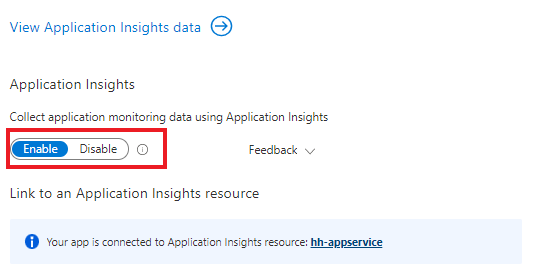 View Application Insights data
Application Insights
Collect application monitoring data using Application Insights
Enable Disable Feedback
Link to an Application Insights resource
Your app is connected to Application Insights resource: hh-appservice